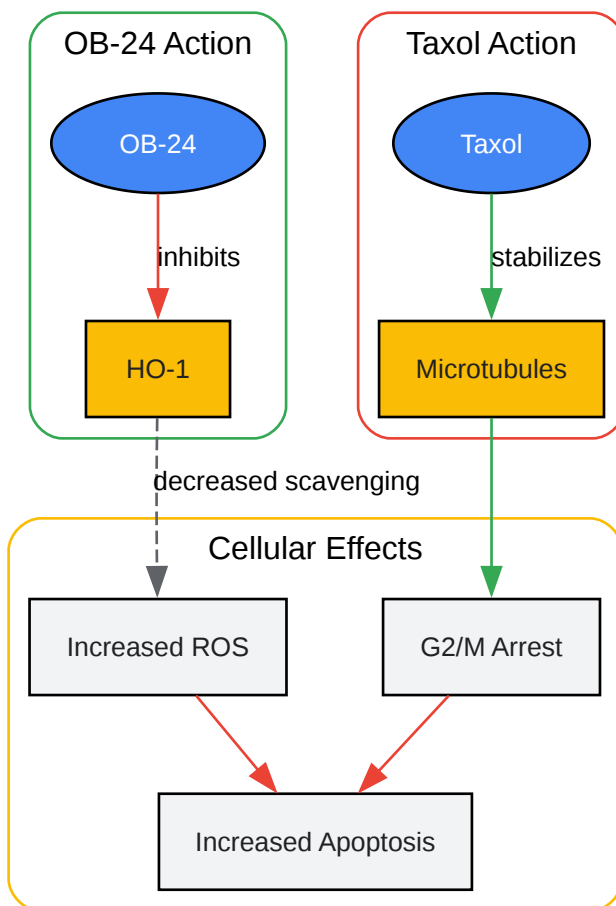 OB-24 Action
Taxol Action
OB-24
Taxol
inhibits
stabilizes
HO-1
Microtubules
decreased scavenging
Cellular Effects
Increased ROS
G2/M Arrest
Increased Apoptosis